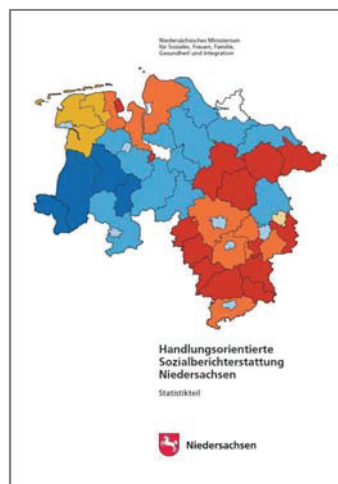 Niedersächsisches Ministerium
für Soziales, Frauen, Familie,
Gesundheit und Integration
Handlungsorientierte
Sozialberichterstattung
Niedersachsen
Statistikteil
Niedersachsen